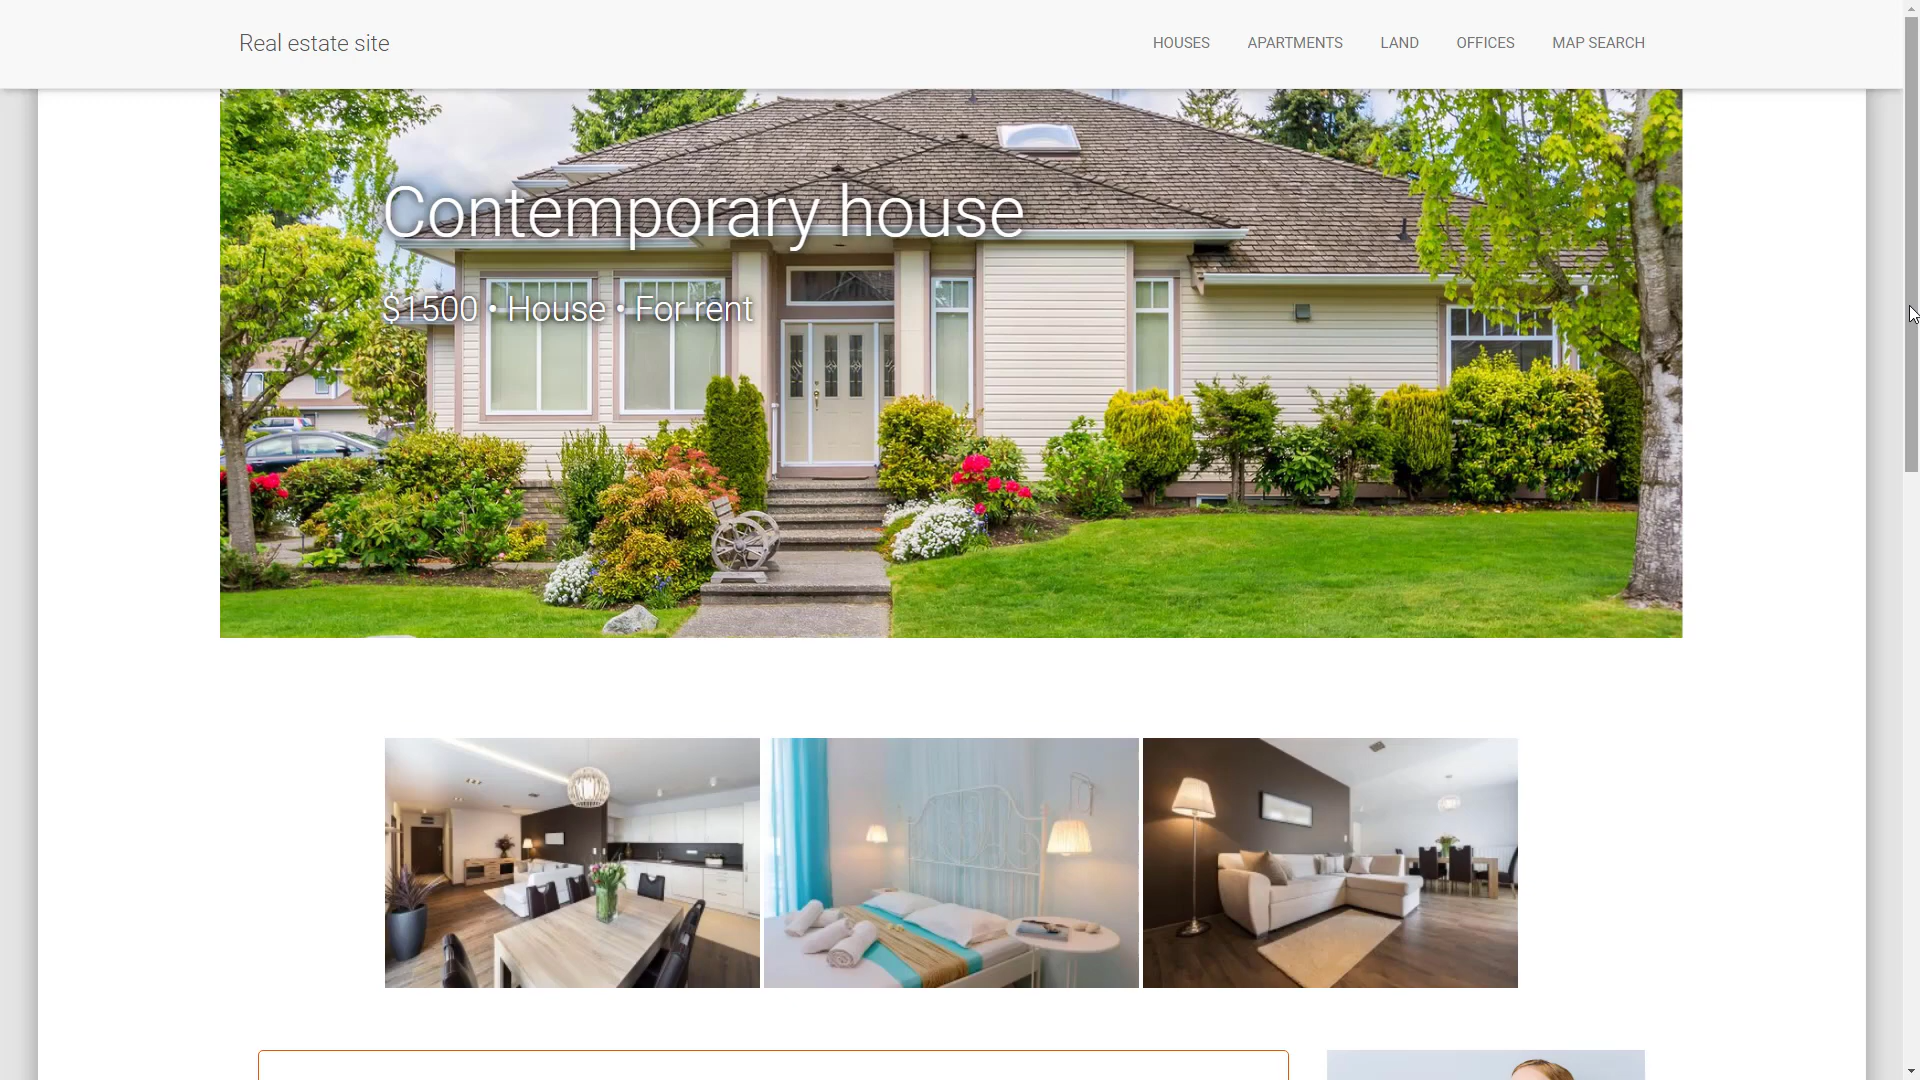 Real estate site
HOUSES APARTMENTS LAND OFFICES MAP SEARCH
Contemporary house
$1500 • House • For rent